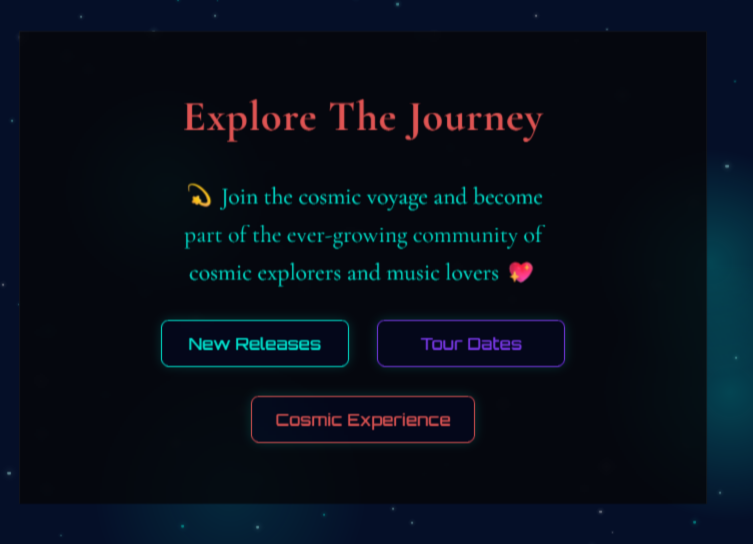 Explore The Journey
💫 Join the cosmic voyage and become
part of the ever-growing community of
cosmic explorers and music lovers 💖
New Releases
Tour Dates
Cosmic Experience